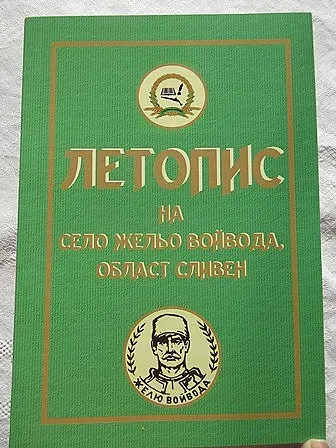 ЛЕТОПИС
НА
СЕЛО ЖЕЛЬО ВОЙВОДА,
ОБЛАСТ СЛИВЕН
ЖЕЛЮ ВОЙВОДА